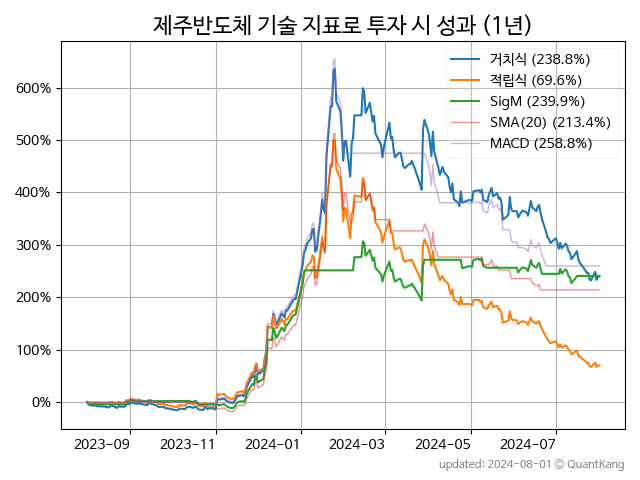 제주반도체 기술 지표로 투자 시 성과 (1년)
거치식 (238.8%)
적립식 (69.6%)
SigM (239.9%)
SMA(20) (213.4%)
MACD (258.8%)
600%
500%
400%
300%
200%
100%
0%
2023-09 2023-11 2024-01 2024-03 2024-05 2024-07
updated: 2024-08-01 © QuantKang